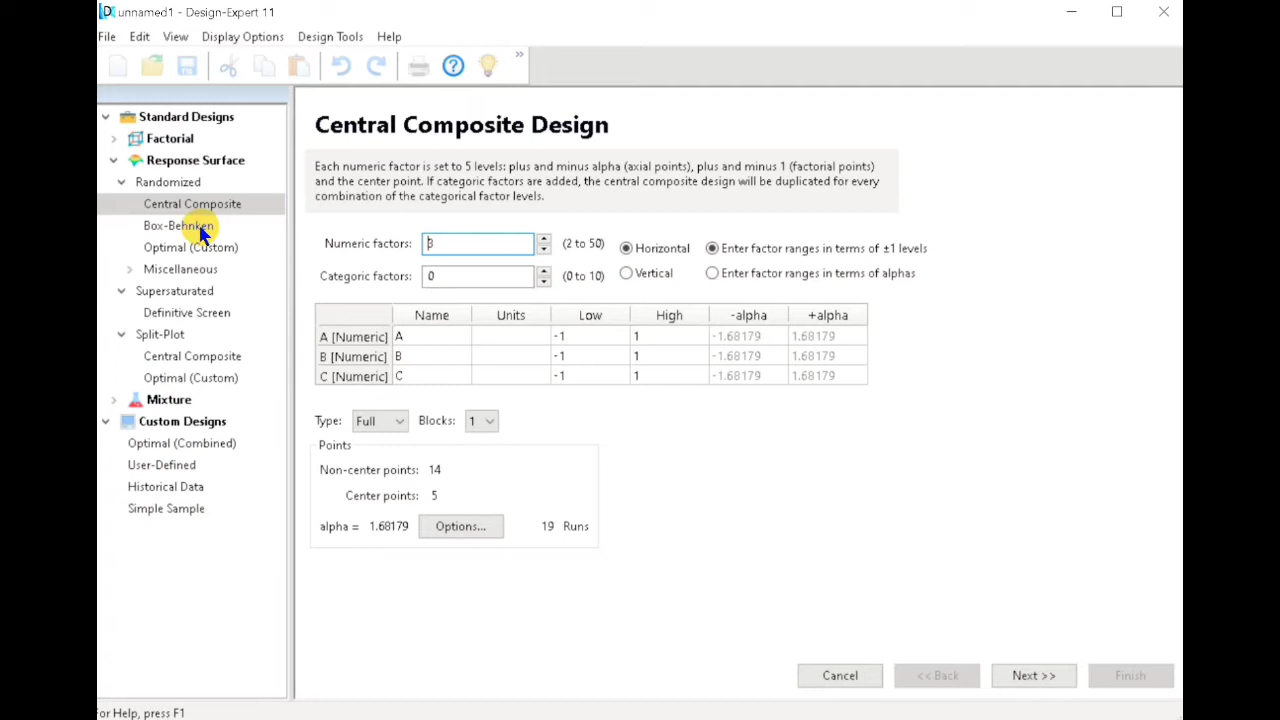 unnamed1 - Design-Expert 11
File Edit View Display Options Design Tools Help
»
Standard Designs
Factorial
Response Surface
Randomized
Central Composite
Box-Behnken
Optimal (Custom)
Miscellaneous
Supersaturated
Definitive Screen
Split-Plot
Central Composite
Optimal (Custom)
Mixture
Custom Designs
Optimal (Combined)
User-Defined
Historical Data
Simple Sample
Central Composite Design
Each numeric factor is set to 5 levels: plus and minus alpha (axial points), plus and minus 1 (factorial points)
and the center point. If categoric factors are added, the central composite design will be duplicated for every
combination of the categorical factor levels.
Numeric factors: 3 (2 to 50) Horizontal Enter factor ranges in terms of ±1 levels
Categoric factors: 0 (0 to 10) Vertical Enter factor ranges in terms of alphas
Name Units Low High -alpha +alpha
A [Numeric] A -1 1 -1.68179 1.68179
B [Numeric] B -1 1 -1.68179 1.68179
C [Numeric] C -1 1 -1.68179 1.68179
Type: Full Blocks: 1
Points
Non-center points: 14
Center points: 5
alpha = 1.68179 Options... 19 Runs
Cancel << Back Next >> Finish
or Help, press F1